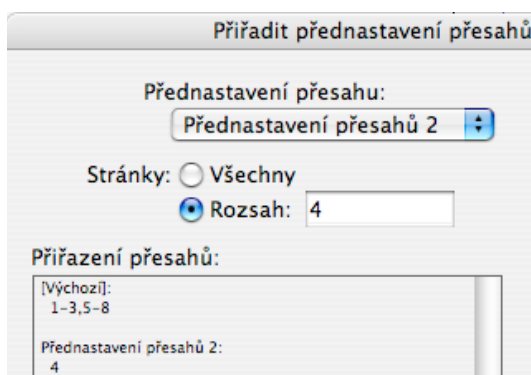 Přiřadit přednastavení přesahů
Přednastavení přesahu:
Přednastavení přesahů 2
Stránky: Všechny
Rozsah: 4
Přiřazení přesahů:
[Výchozí]:
1–3,5–8
Přednastavení přesahů 2:
4